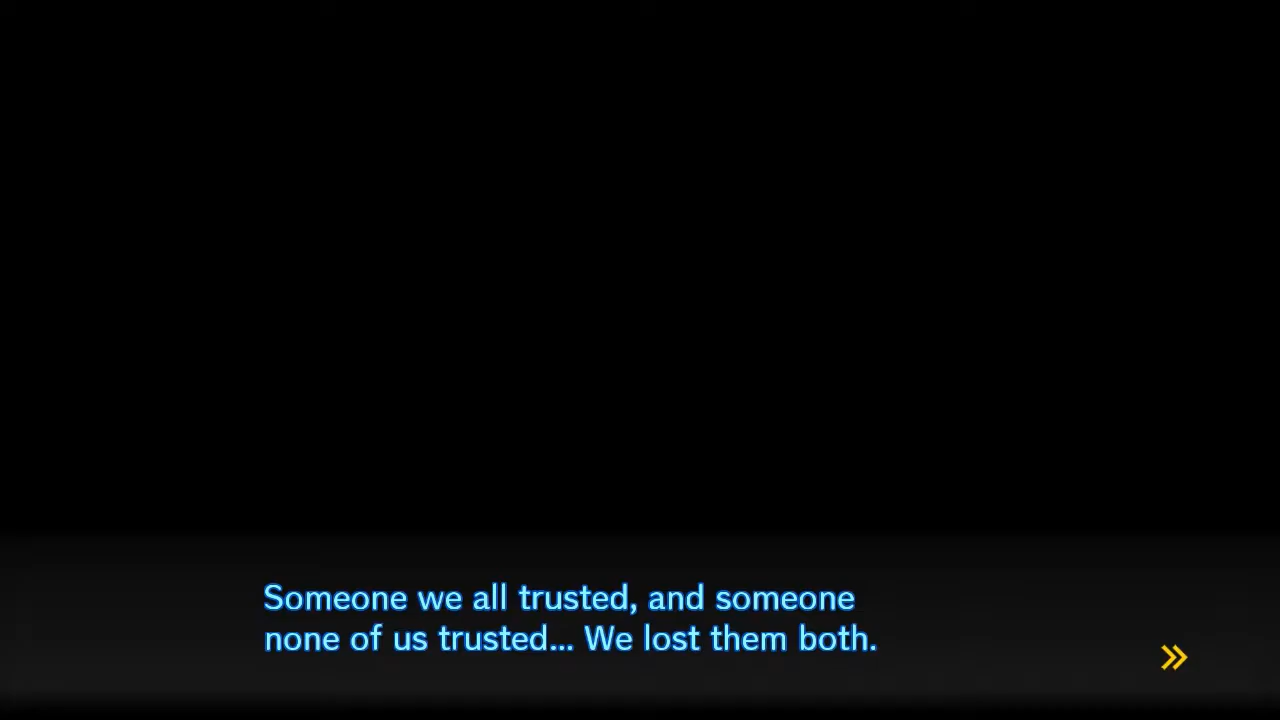 Someone we all trusted, and someone
none of us trusted... We lost them both.